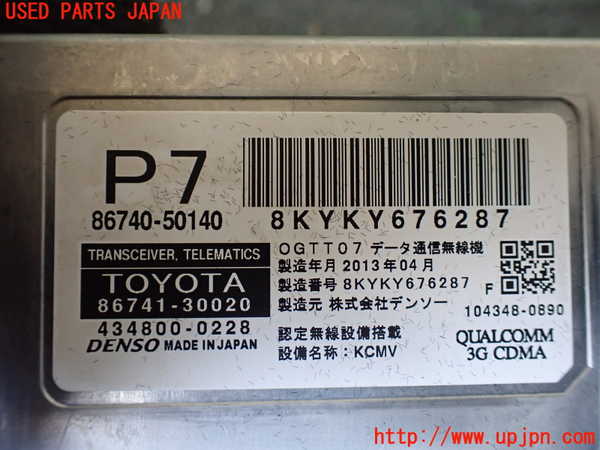 USED PARTS JAPAN
P7
86740-50140
8KYKY676287
TRANSCEIVER, TELEMATICS
TOYOTA
86741-30020
434800-0228
DENSO MADE IN JAPAN
OGTT07 データ通信無線機
製造年月 2013年04月
製造番号 8KYKY676287
製造元 株式会社デンソー
F
104348-0890
認定無線設備搭載
設備名称:KCMV
QUALCOMM
3G CDMA
http://www.upjpn.com/